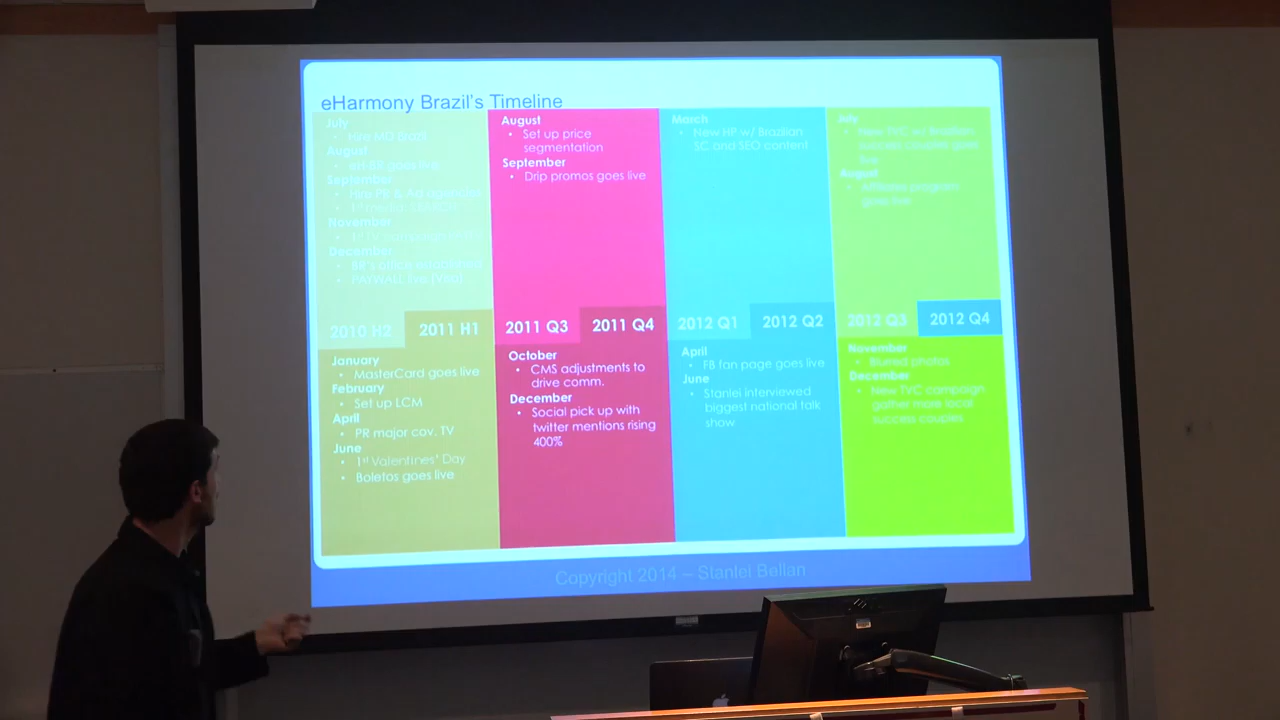 eHarmony Brazil's Timeline
July
• Hire MD Brazil
August
• eH BR goes live
September
• Hire PR & Ad agencies
November
December
• BR's office established
August
• Set up price
segmentation
September
• Drip promos goes live
March
• New HP w/ Brazilian
SC and SEO content
July
• New TVC w/ Brazilian
success couples goes
live
August
• Affiliates program
goes live
2010 H2
2011 H1
2011 Q3
2011 Q4
2012 Q1
2012 Q2
2012 Q3
2012 Q4
January
• MasterCard goes live
February
• Set up LCM
April
• PR major cov. TV
June
• 1st Valentines' Day
• Boletos goes live
October
• CMS adjustments to
drive comm.
December
• Social pick up with
twitter mentions rising
400%
April
• FB fan page goes live
June
• Stanlei interviewed
biggest national talk
show
November
• Blurred photos
December
• New TVC campaign
gather more local
success couples
Copyright 2014 – Stanlei Bellan